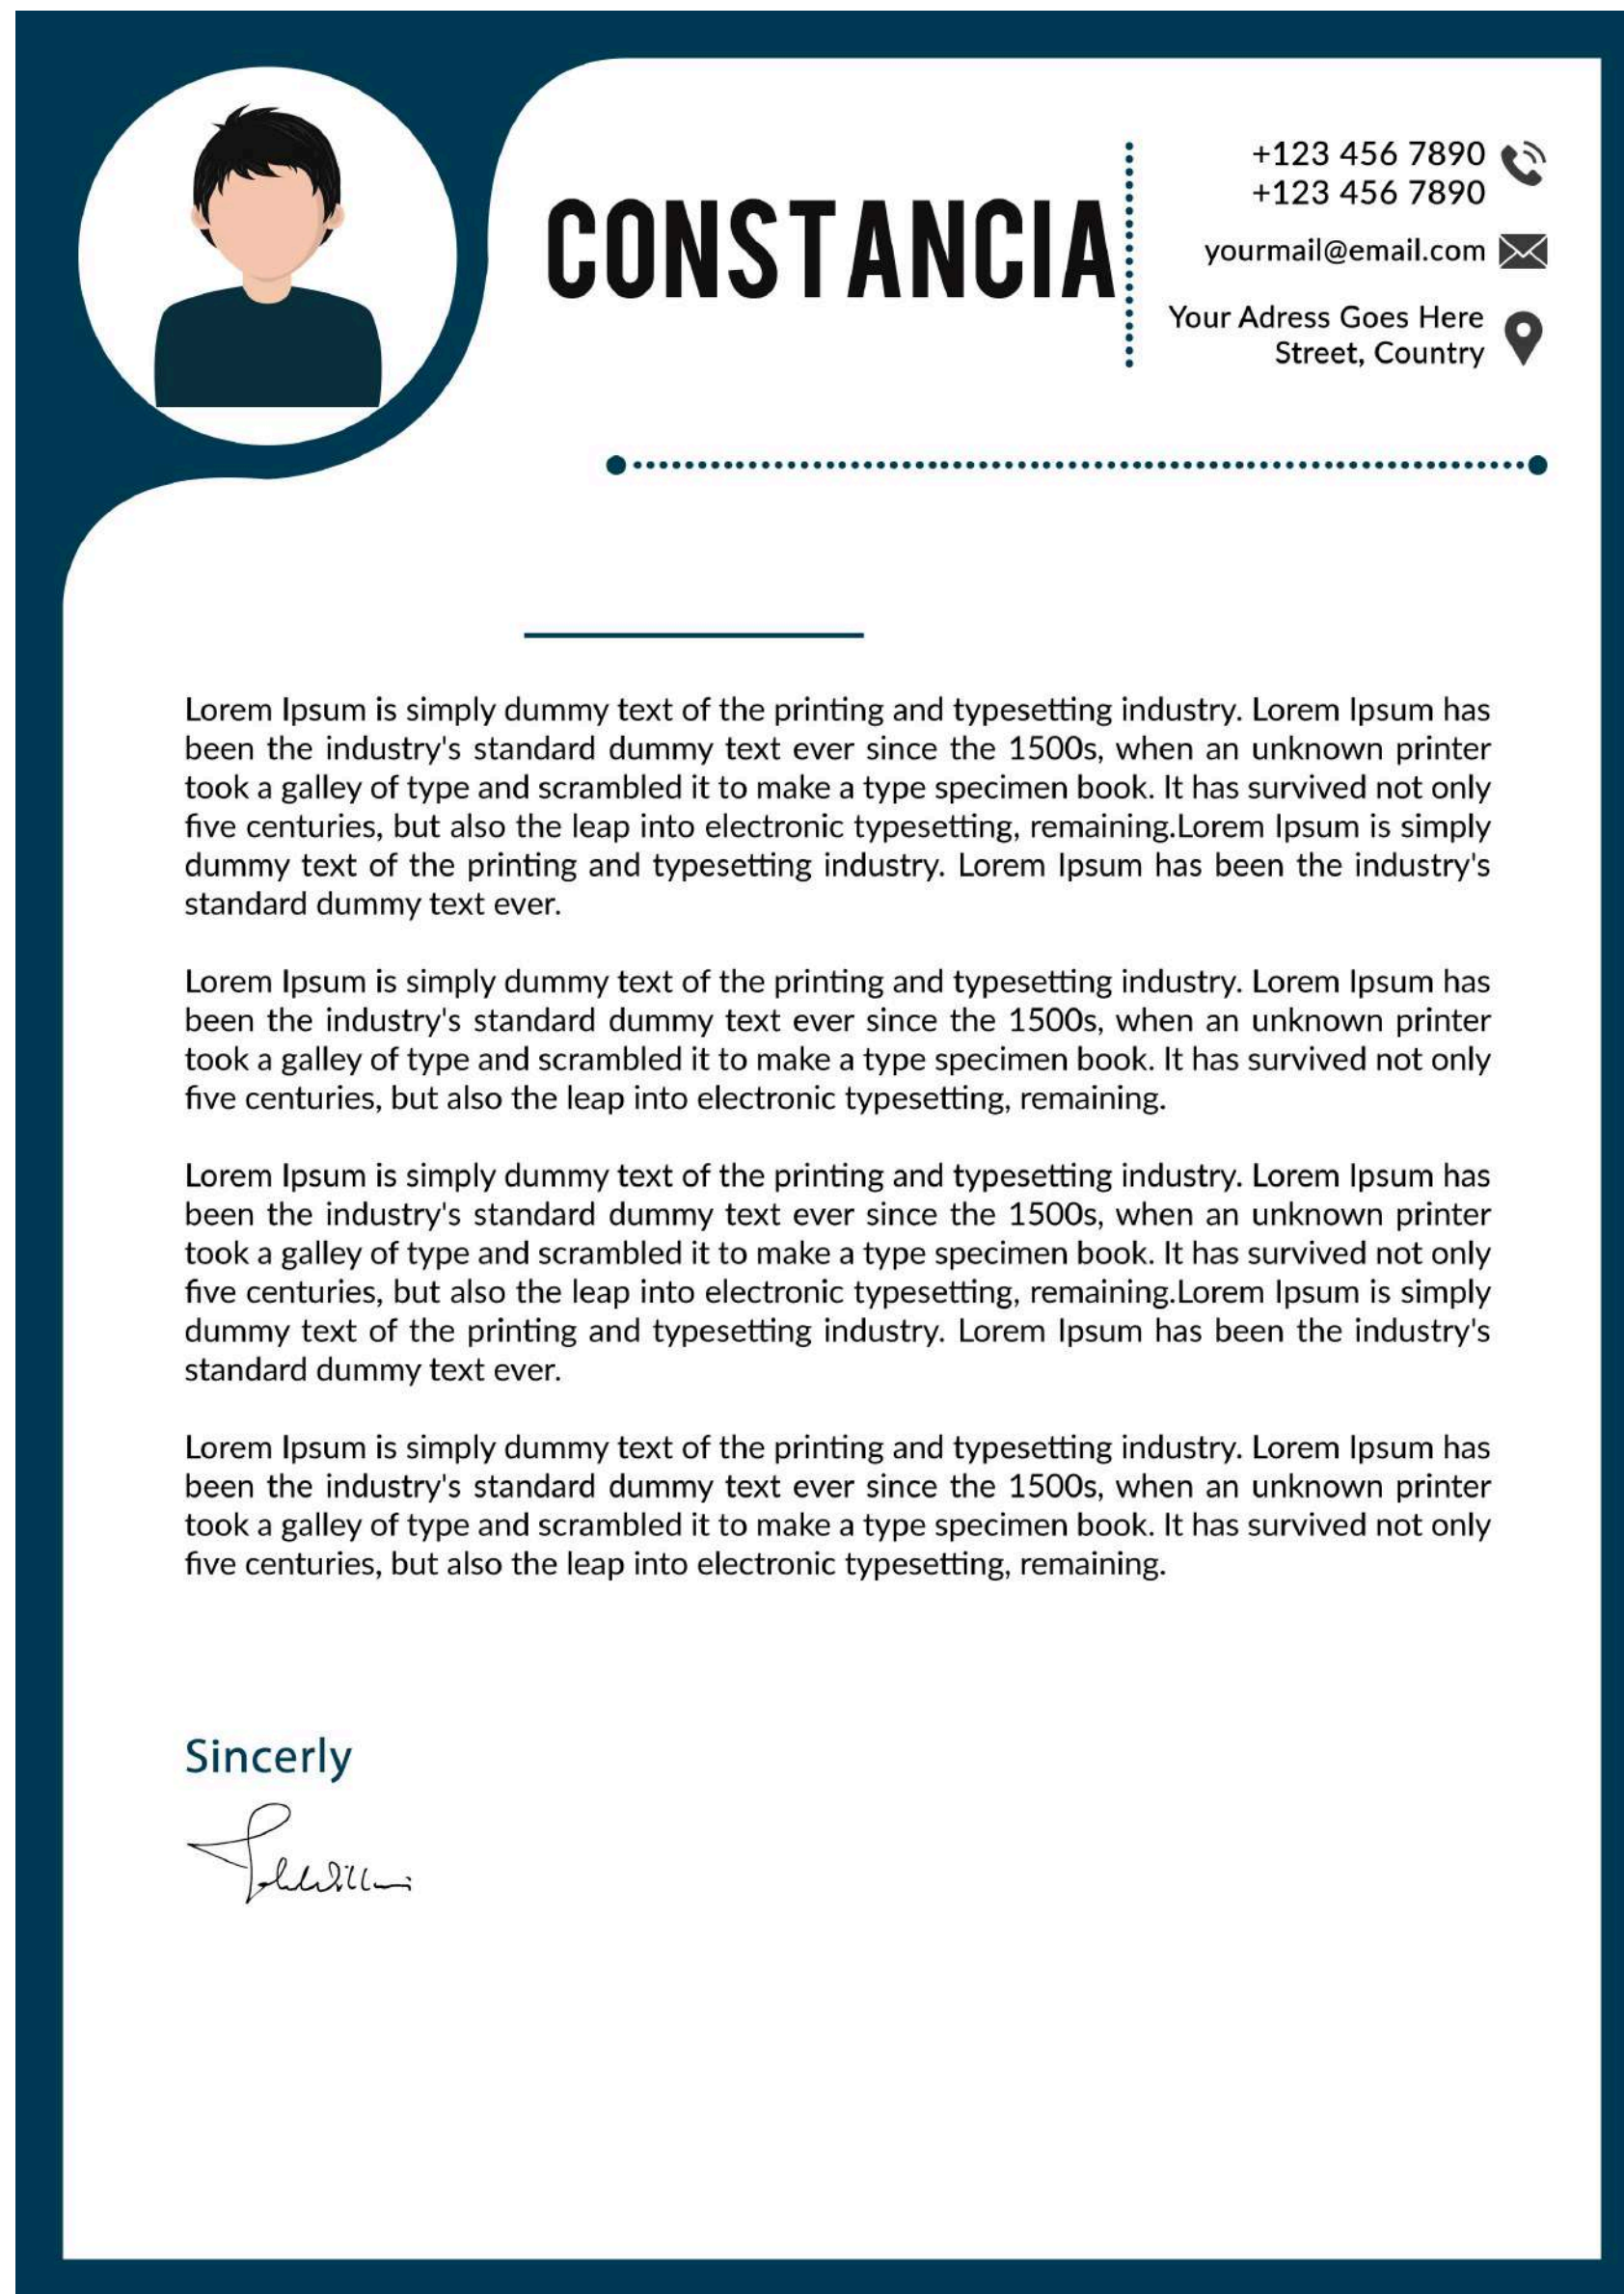 CONSTANCIA
+123 456 7890
+123 456 7890
yourmail@email.com
Your Adress Goes Here
Street, Country
Lorem Ipsum is simply dummy text of the printing and typesetting industry. Lorem Ipsum has
been the industry's standard dummy text ever since the 1500s, when an unknown printer
took a galley of type and scrambled it to make a type specimen book. It has survived not only
five centuries, but also the leap into electronic typesetting, remaining.Lorem Ipsum is simply
dummy text of the printing and typesetting industry. Lorem Ipsum has been the industry's
standard dummy text ever.
Lorem Ipsum is simply dummy text of the printing and typesetting industry. Lorem Ipsum has
been the industry's standard dummy text ever since the 1500s, when an unknown printer
took a galley of type and scrambled it to make a type specimen book. It has survived not only
five centuries, but also the leap into electronic typesetting, remaining.
Lorem Ipsum is simply dummy text of the printing and typesetting industry. Lorem Ipsum has
been the industry's standard dummy text ever since the 1500s, when an unknown printer
took a galley of type and scrambled it to make a type specimen book. It has survived not only
five centuries, but also the leap into electronic typesetting, remaining.Lorem Ipsum is simply
dummy text of the printing and typesetting industry. Lorem Ipsum has been the industry's
standard dummy text ever.
Lorem Ipsum is simply dummy text of the printing and typesetting industry. Lorem Ipsum has
been the industry's standard dummy text ever since the 1500s, when an unknown printer
took a galley of type and scrambled it to make a type specimen book. It has survived not only
five centuries, but also the leap into electronic typesetting, remaining.
Sincerly